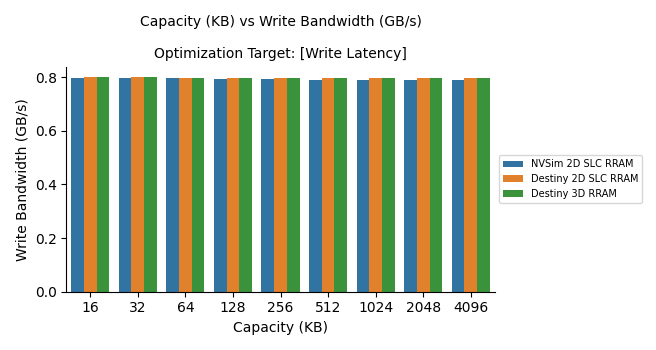 Capacity (KB) vs Write Bandwidth (GB/s)
Optimization Target: [Write Latency]
Write Bandwidth (GB/s)
0.8
0.6
0.4
0.2
0.0
16 32 64 128 256 512 1024 2048 4096
Capacity (KB)
NVSim 2D SLC RRAM
Destiny 2D SLC RRAM
Destiny 3D RRAM